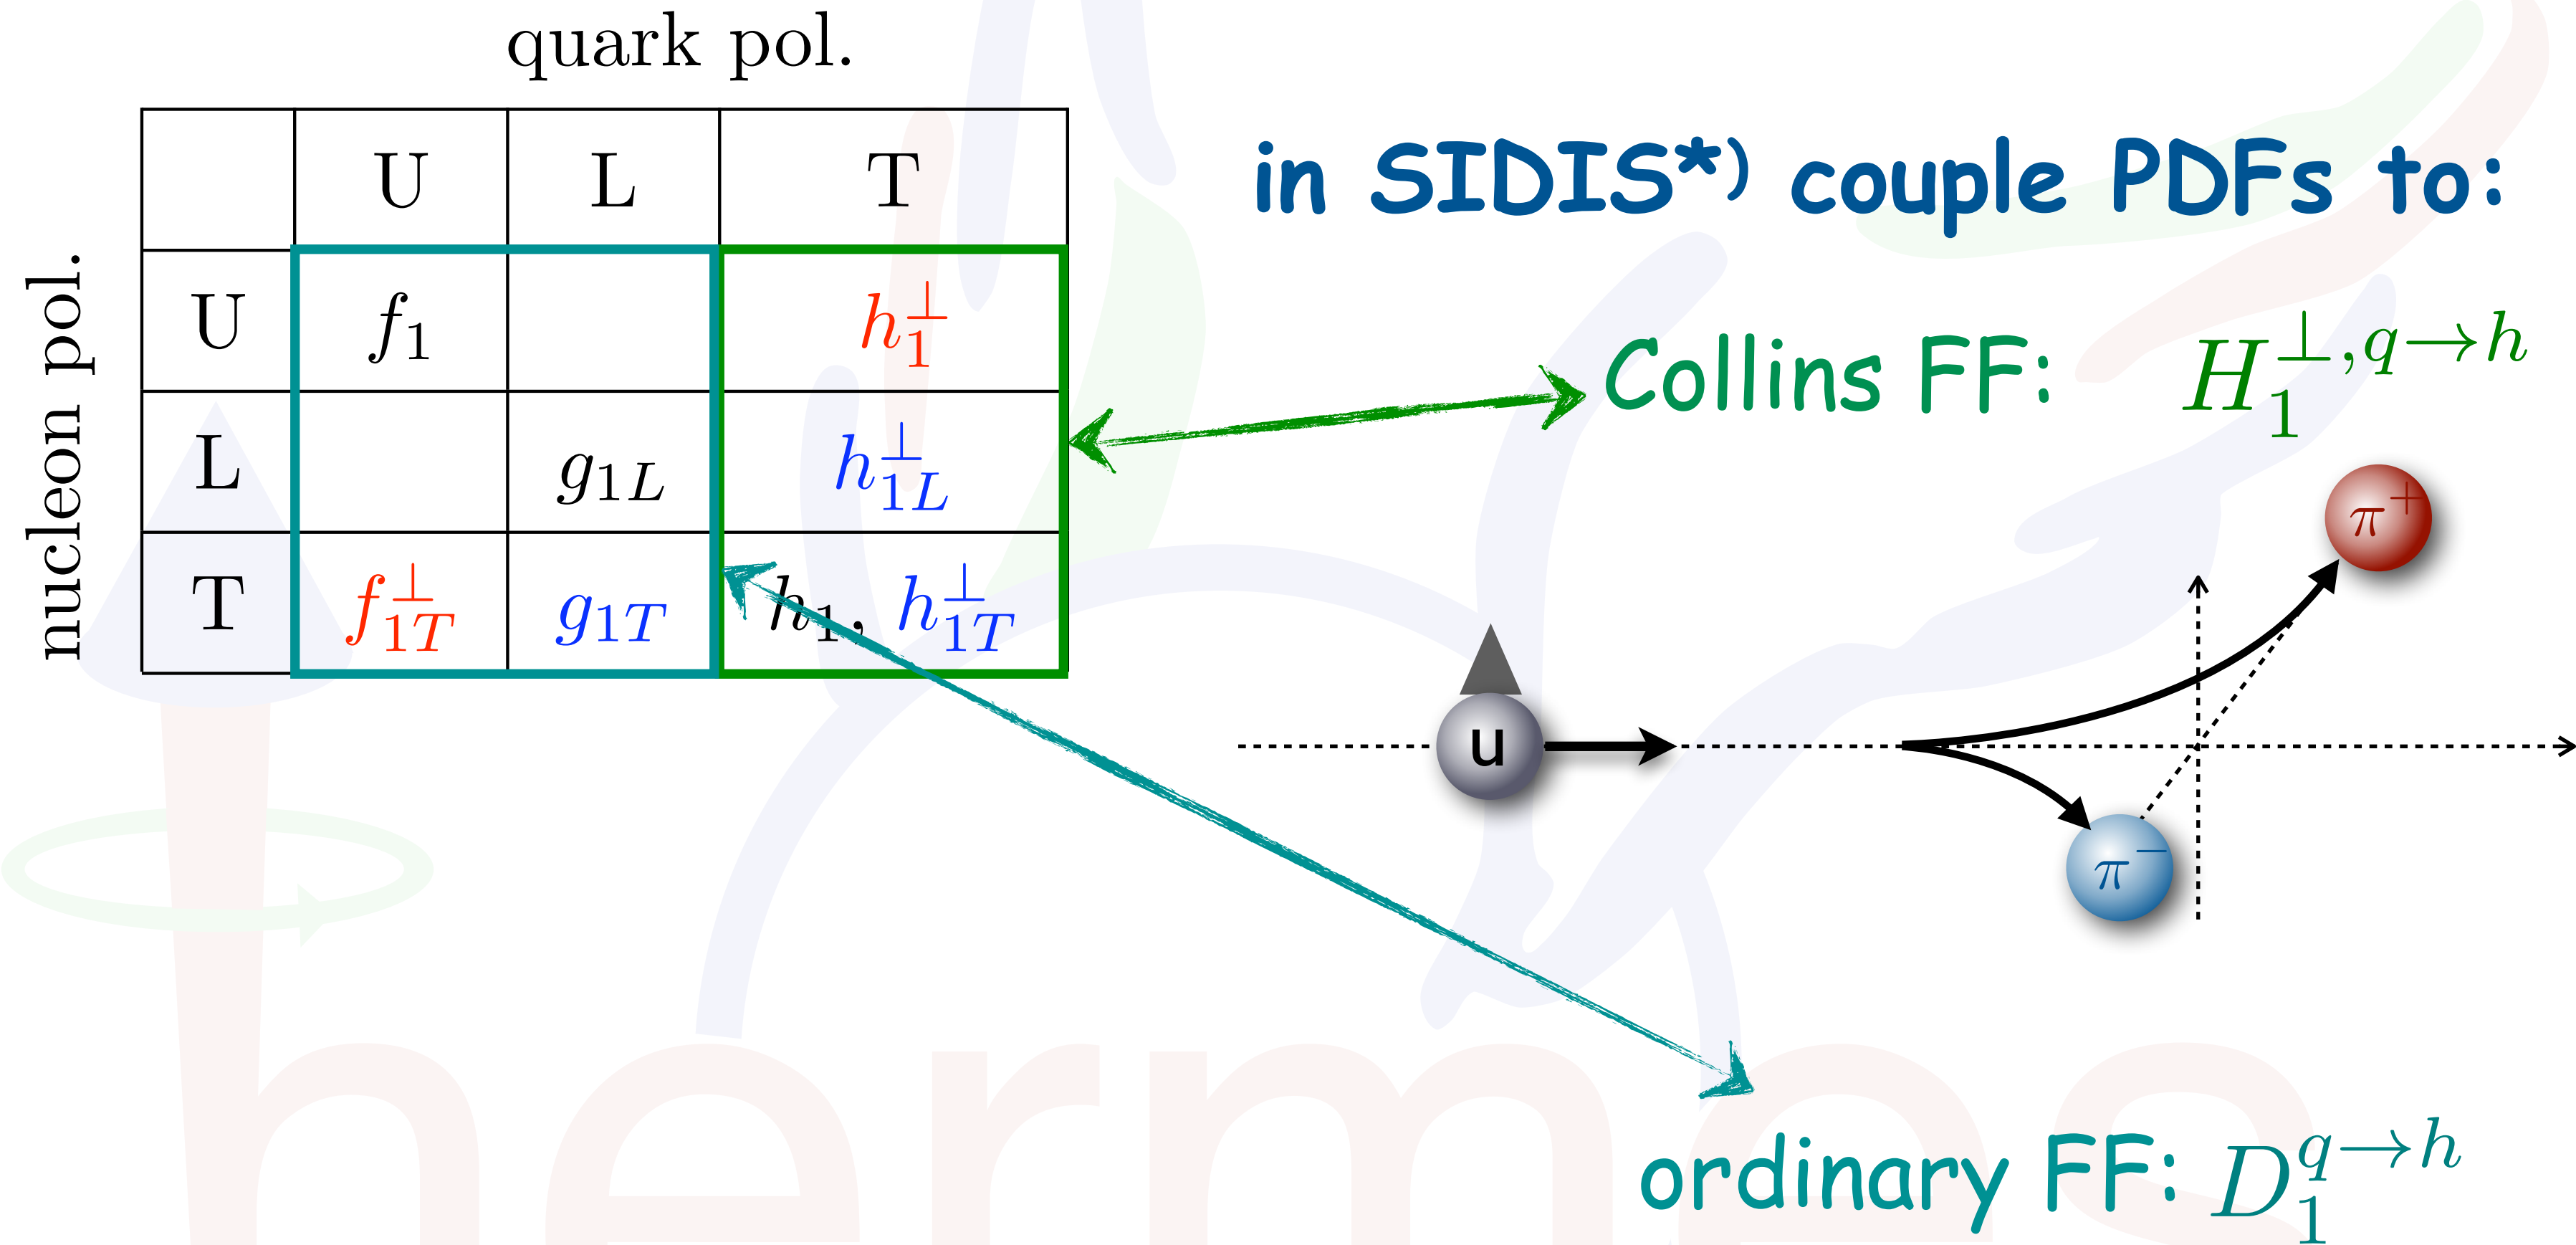 quark pol.
nucleon pol.
U L T
U f₁ h₁^⊥
L g₁L h₁L^⊥
T f₁T^⊥ g₁T h₁, h₁T^⊥
in SIDIS*) couple PDFs to:
Collins FF: H₁^{⊥,q→h}
π⁺
u
π⁻
ordinary FF: D₁^{q→h}
hermes